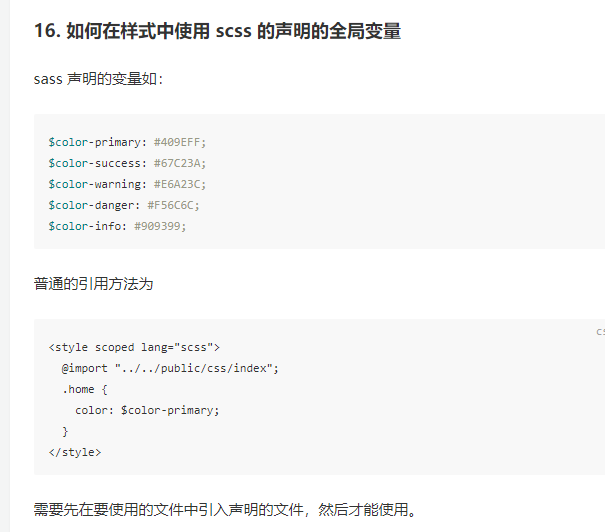 16. 如何在样式中使用 scss 的声明的全局变量
sass 声明的变量如：
$color-primary: #409EFF;
$color-success: #67C23A;
$color-warning: #E6A23C;
$color-danger: #F56C6C;
$color-info: #909399;
普通的引用方法为
<style scoped lang="scss">
@import "../../public/css/index";
.home {
color: $color-primary;
}
</style>
需要先在要使用的文件中引入声明的文件，然后才能使用。